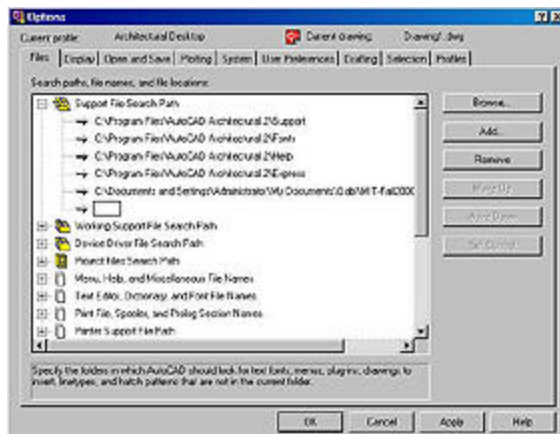 Options
Current profile: Architectural Desktop Current drawing: Drawing1.dwg
Files Display Open and Save Plotting System User Preferences Drafting Selection Profiles
Search paths, file names, and file locations:
Support File Search Path
C:\Program Files\AutoCAD Architectural 2\Support
C:\Program Files\AutoCAD Architectural 2\Fonts
C:\Program Files\AutoCAD Architectural 2\Help
C:\Program Files\AutoCAD Architectural 2\Express
C:\Documents and Settings\Administrator\My Documents\
Working Support File Search Path
Device Driver File Search Path
Project Files Search Path
Menu, Help, and Miscellaneous File Names
Text Editor, Dictionary, and Font File Names
Print File, Spooler, and Prolog Section Names
Printer Support File Path
Browse...
Add...
Remove
Move Up
Move Down
Set Current
Specify the folders in which AutoCAD should look for text fonts, menus, plug-ins, drawings to
insert, linetypes, and hatch patterns that are not in the current folder.
OK Cancel Apply Help